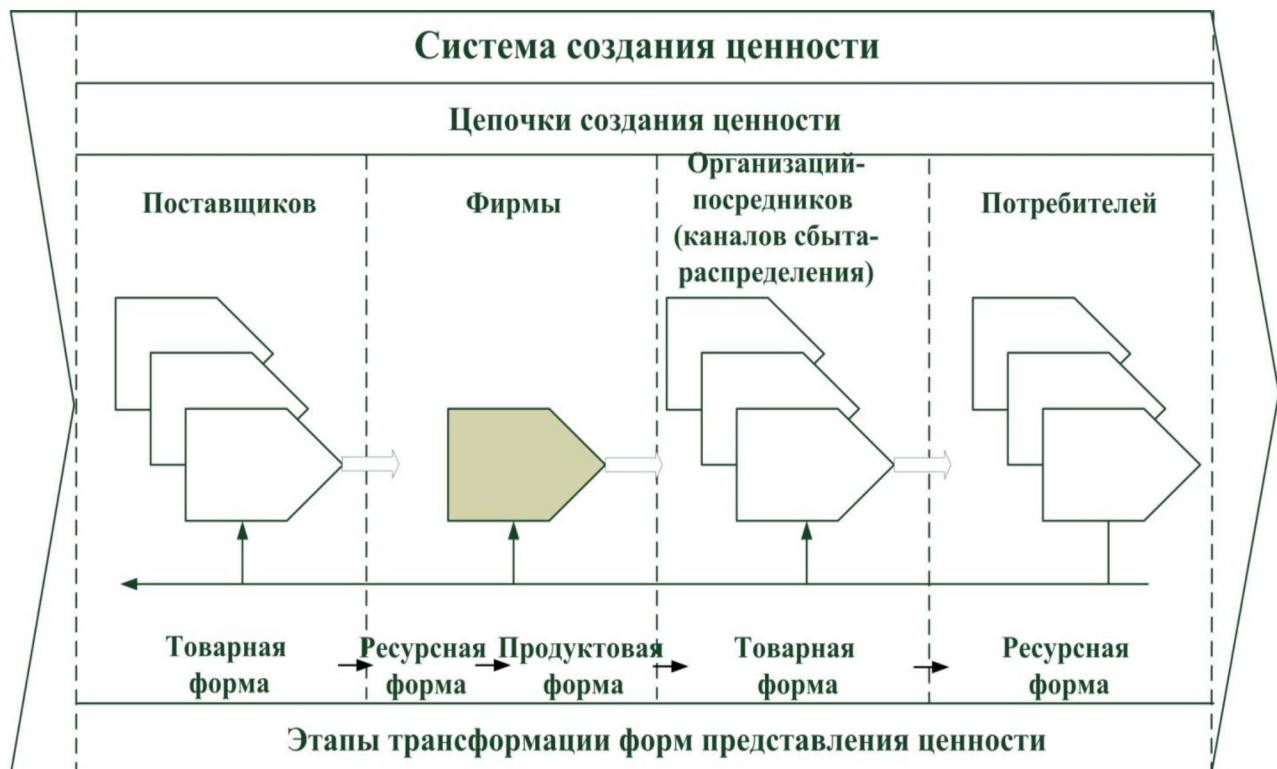 Система создания ценности
Цепочки создания ценности
Поставщиков
Фирмы
Организаций-
посредников
(каналов сбыта-
распределения)
Потребителей
Товарная
форма
Ресурсная
форма
Продуктовая
форма
Товарная
форма
Ресурсная
форма
Этапы трансформации форм представления ценности